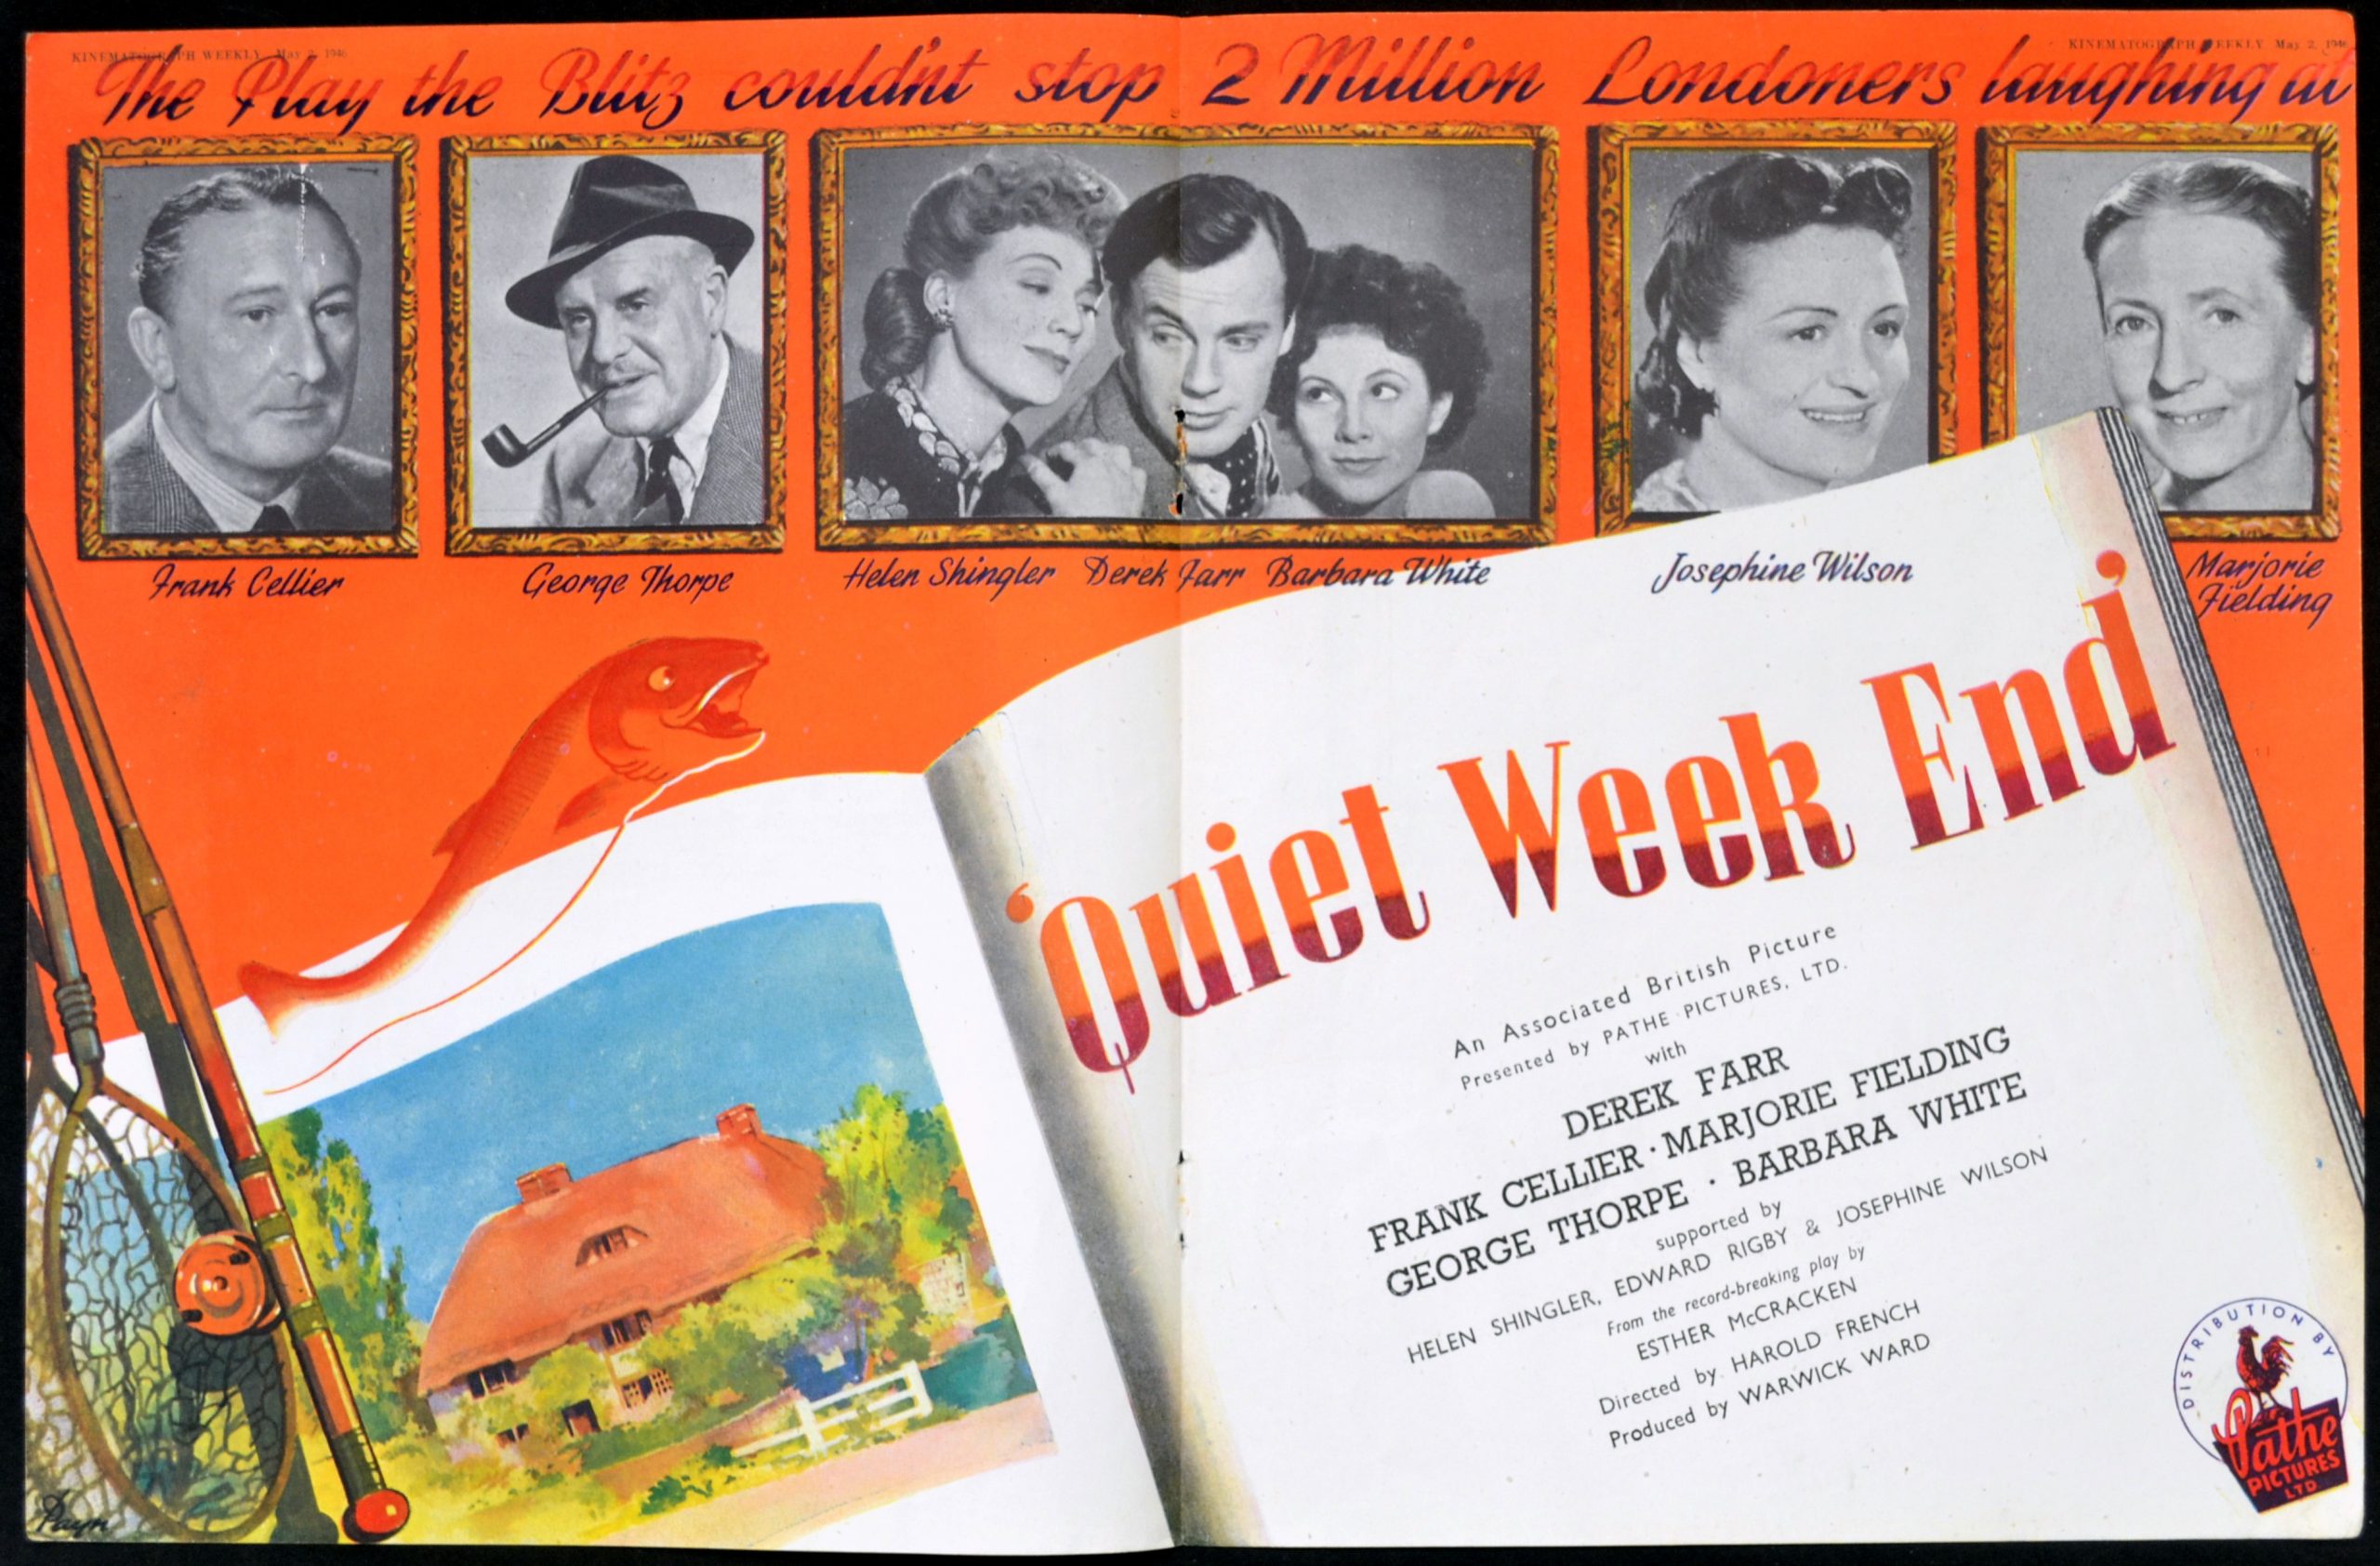 KINEMATOGRAPH WEEKLY May 2, 1946
KINEMATOGRAPH WEEKLY May 2, 1946
The Play the Blitz couldn't stop 2 Million Londoners laughing at
Frank Cellier
George Thorpe
Helen Shingler Derek Farr Barbara White
Josephine Wilson
Marjorie
Fielding
'Quiet Week End'
An Associated British Picture
Presented by PATHE PICTURES, LTD.
with
DEREK FARR
FRANK CELLIER · MARJORIE FIELDING
GEORGE THORPE · BARBARA WHITE
supported by
HELEN SHINGLER, EDWARD RIGBY & JOSEPHINE WILSON
From the record-breaking play by
ESTHER McCRACKEN
Directed by HAROLD FRENCH
Produced by WARWICK WARD
DISTRIBUTION BY
Pathe
PICTURES
LTD
Payn